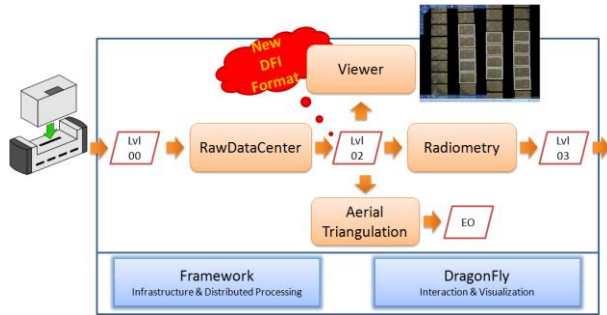 New
DFI
Format
Viewer
Lvl
00
RawDataCenter
Lvl
02
Radiometry
Lvl
03
Aerial
Triangulation
EO
Framework
Infrastructure & Distributed Processing
DragonFly
Interaction & Visualization